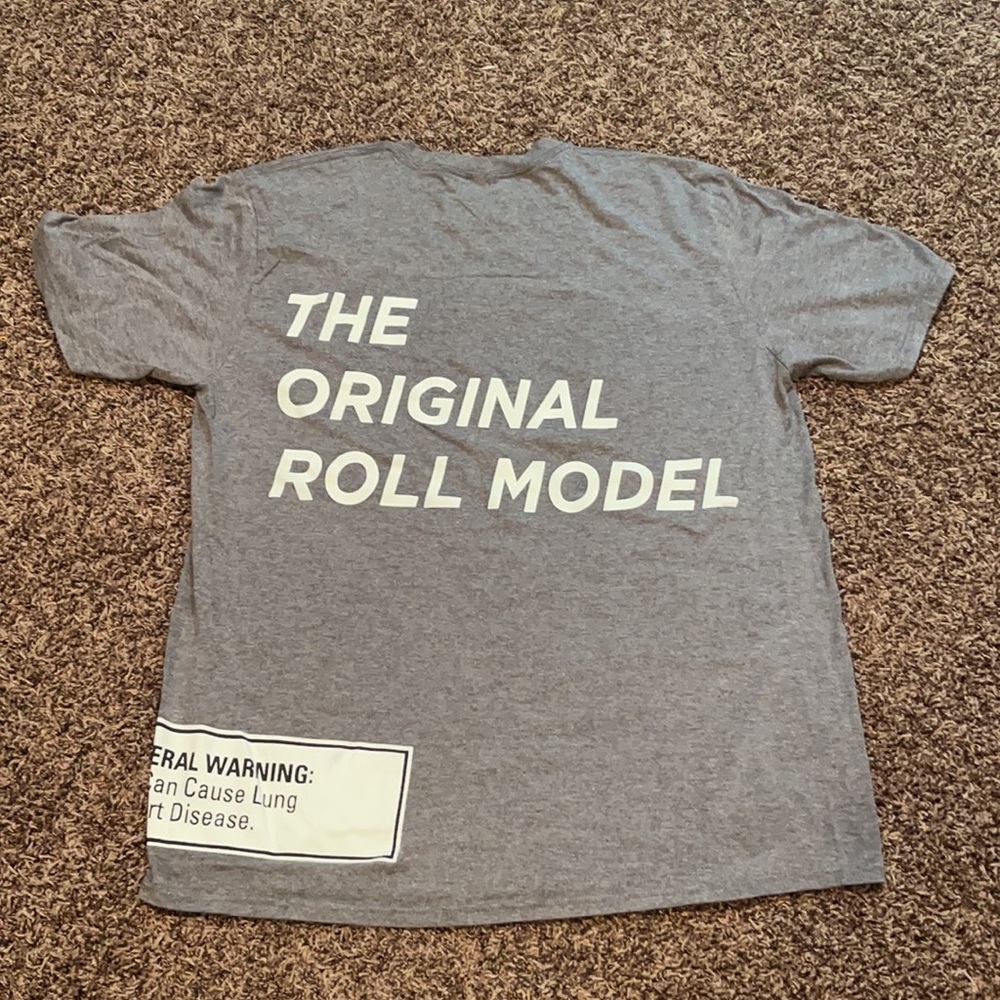 THE
ORIGINAL
ROLL MODEL
ERAL WARNING:
an Cause Lung
rt Disease.